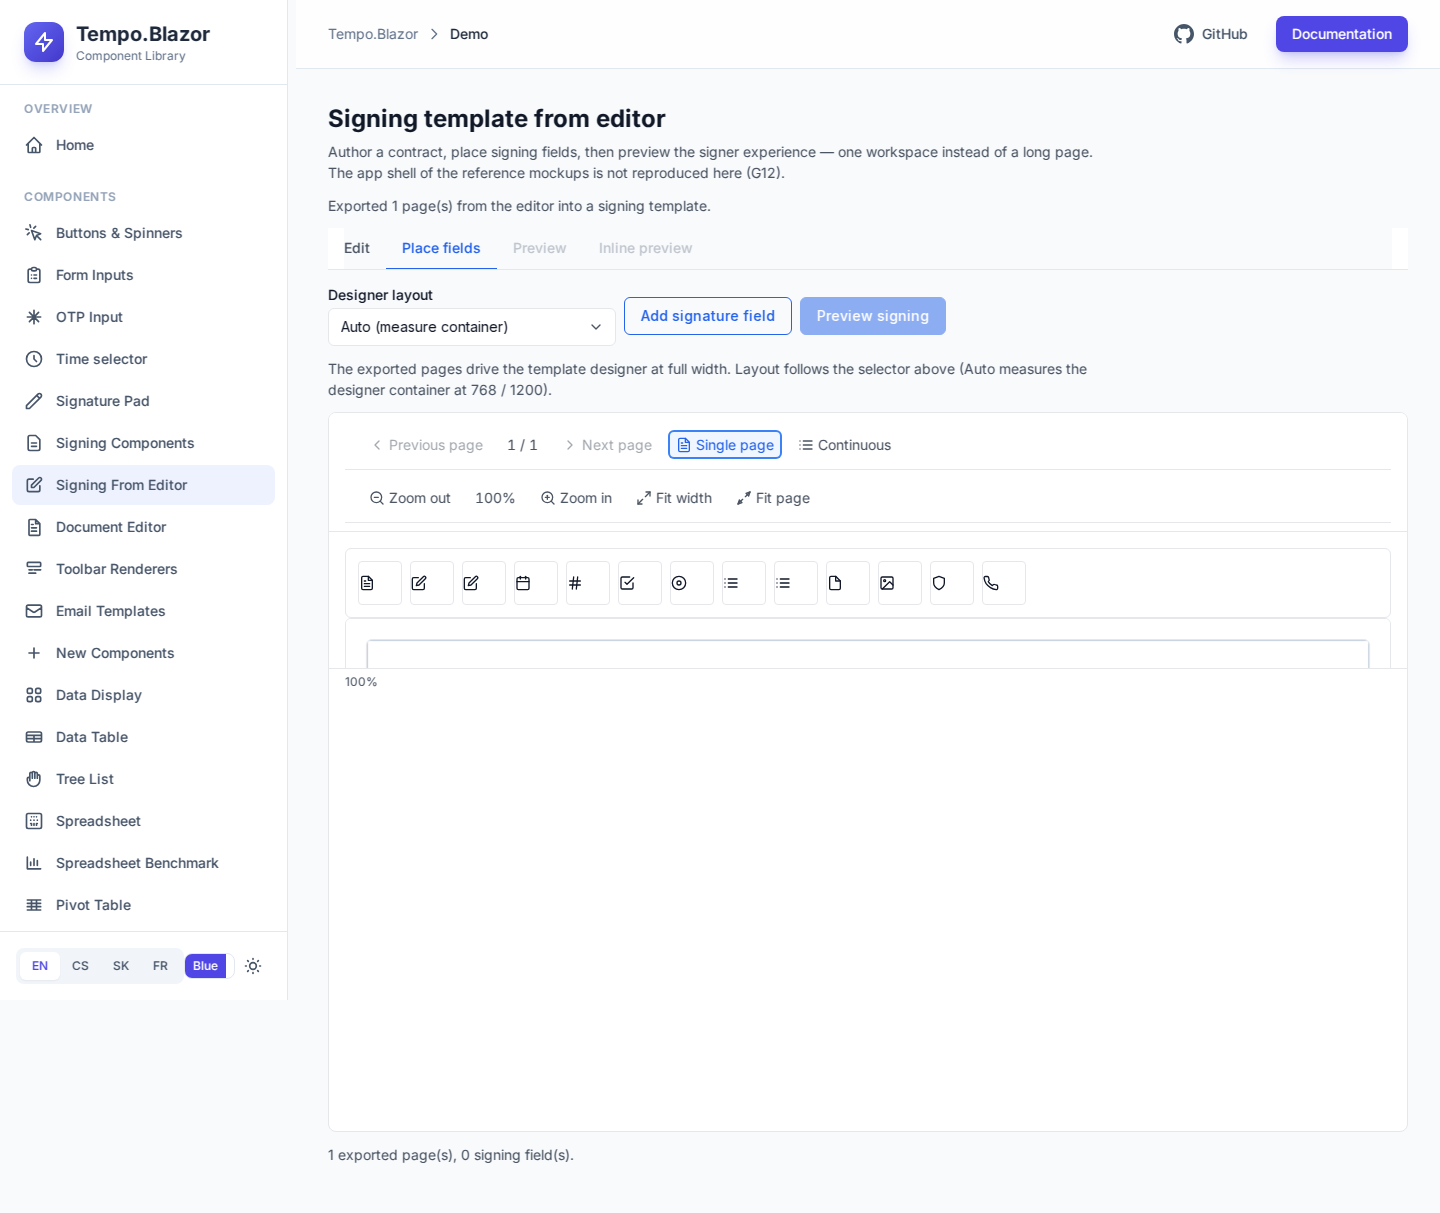 Tempo.Blazor
Component Library
OVERVIEW
Home
COMPONENTS
Buttons & Spinners
Form Inputs
OTP Input
Time selector
Signature Pad
Signing Components
Signing From Editor
Document Editor
Toolbar Renderers
Email Templates
New Components
Data Display
Data Table
Tree List
Spreadsheet
Spreadsheet Benchmark
Pivot Table
EN CS SK FR Blue
Tempo.Blazor > Demo
GitHub
Documentation
Signing template from editor
Author a contract, place signing fields, then preview the signer experience — one workspace instead of a long page.
The app shell of the reference mockups is not reproduced here (G12).
Exported 1 page(s) from the editor into a signing template.
Edit Place fields Preview Inline preview
Designer layout
Auto (measure container)
Add signature field
Preview signing
The exported pages drive the template designer at full width. Layout follows the selector above (Auto measures the
designer container at 768 / 1200).
Previous page 1 / 1 Next page Single page Continuous
Zoom out 100% Zoom in Fit width Fit page
100%
1 exported page(s), 0 signing field(s).